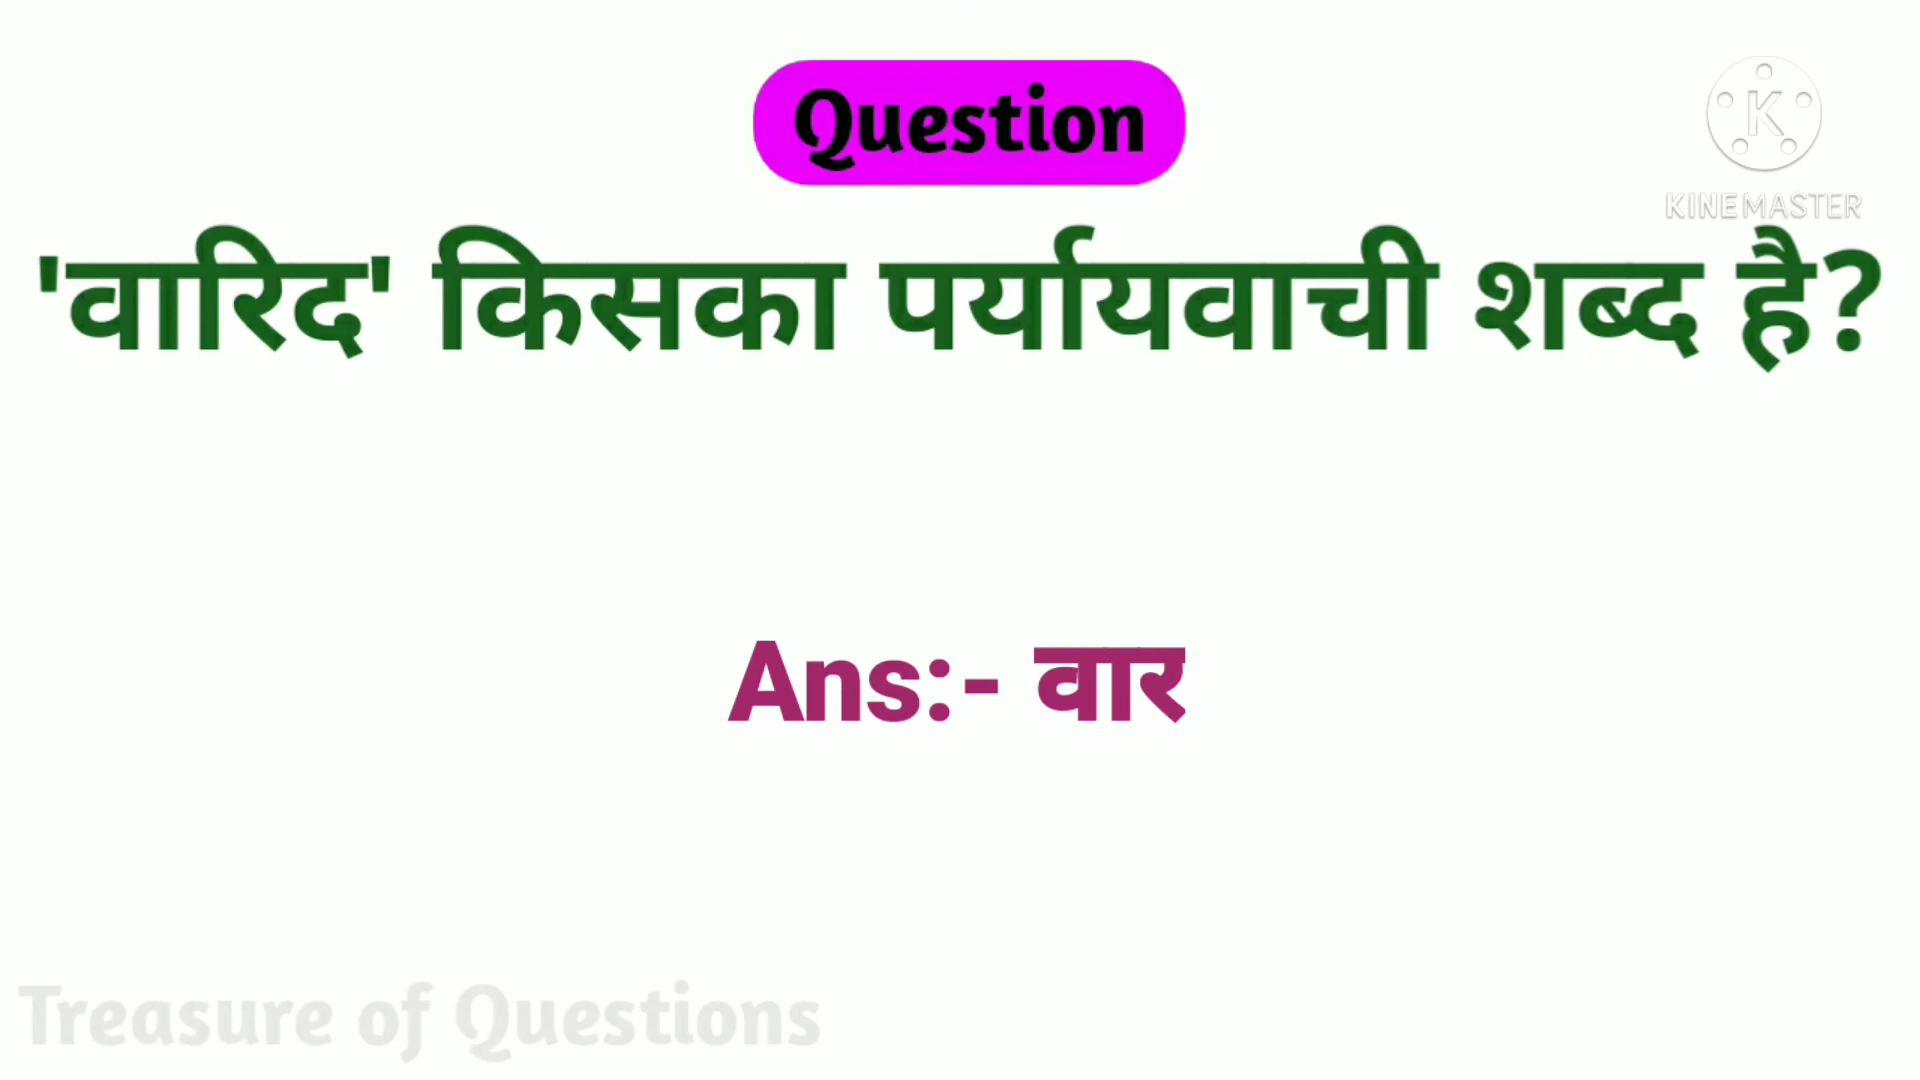 Question
K
KINEMASTER
'वारिद' किसका पर्यायवाची शब्द है?
Ans:- वार
Treasure of Questions